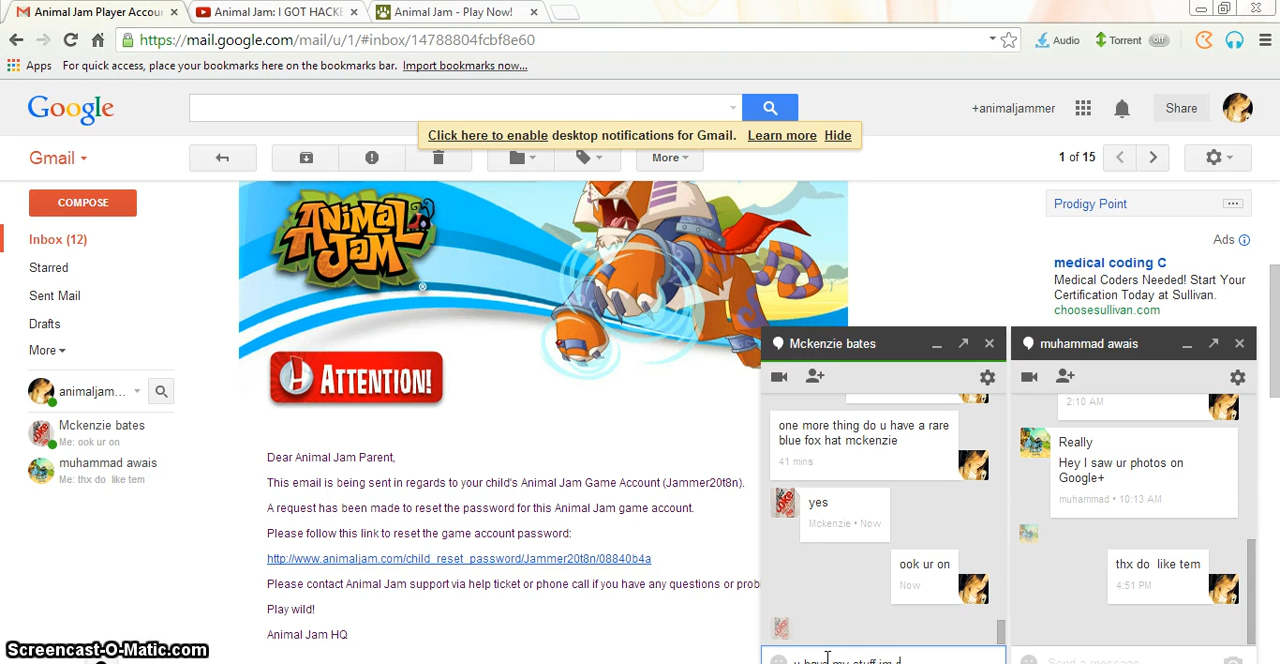 Animal Jam Player Accou
Animal Jam: I GOT HACKE
Animal Jam - Play Now!
https://mail.google.com/mail/u/1/#inbox/14788804fcbf8e60
Audio
Torrent
Off
Apps
For quick access, place your bookmarks here on the bookmarks bar. Import bookmarks now...
Google
+animaljammer
Share
Click here to enable desktop notifications for Gmail. Learn more Hide
Gmail
More
1 of 15
COMPOSE
Inbox (12)
Starred
Sent Mail
Drafts
More
animaljam...
Mckenzie bates
Me: ook ur on
muhammad awais
Me: thx do like tem
ANIMAL JAM
ATTENTION!
Dear Animal Jam Parent,
This email is being sent in regards to your child's Animal Jam Game Account (Jammer20t8n).
A request has been made to reset the password for this Animal Jam game account.
Please follow this link to reset the game account password:
http://www.animaljam.com/child_reset_password/Jammer20t8n/08840b4a
Please contact Animal Jam support via help ticket or phone call if you have any questions or prob
Play wild!
Animal Jam HQ
Prodigy Point
Ads
medical coding C
Medical Coders Needed! Start Your
Certification Today at Sullivan.
choosesullivan.com
Mckenzie bates
one more thing do u have a rare
blue fox hat mckenzie
41 mins
yes
Mckenzie • Now
ook ur on
Now
u have my stuff im d
muhammad awais
2:10 AM
Really
Hey I saw ur photos on
Google+
muhammad • 10:13 AM
thx do like tem
4:51 PM
Send a message
Screencast-O-Matic.com